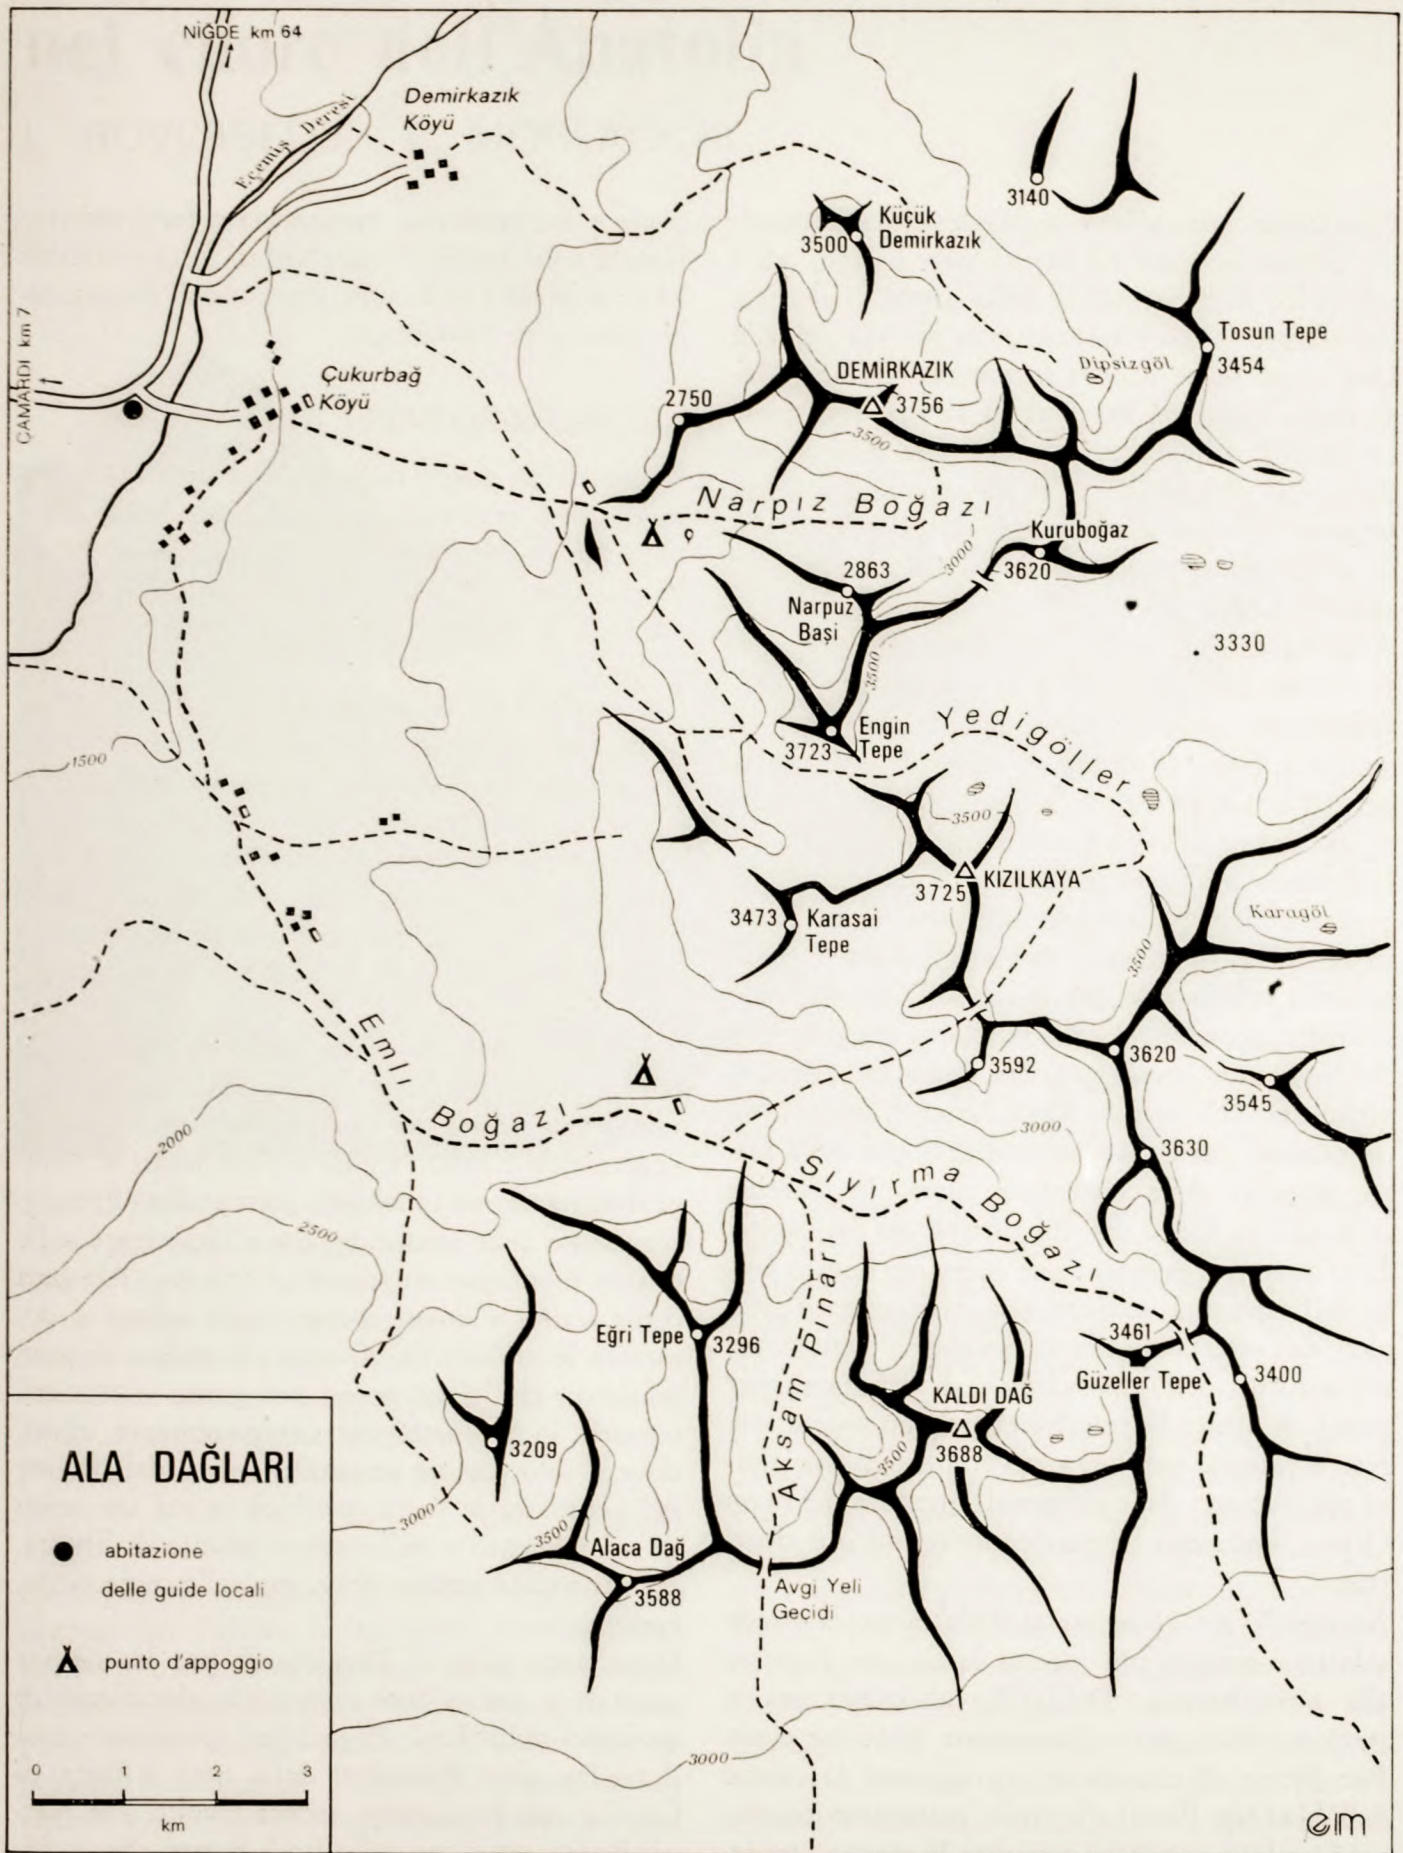 NİĞDE km 64
Eçemiş Deresi
Demirkazık
Köyü
3140
Küçük
Demirkazık
3500
ÇAMARDI km 7
Tosun Tepe
3454
Dipsizgöl
DEMİRKAZIK
3756
Çukurbağ
Köyü
2750
3500
Narpız Boğazı
Kuruboğaz
3620
3000
2863
Narpuz
Başi
3330
3500
Engin
Tepe
3723
Yedigöller
1500
3500
KIZILKAYA
3725
3473
Karasai
Tepe
Karagöl
3500
Emlı
Boğazı
3592
3620
3545
3000
3630
2000
Sıyırma Boğazı
2500
Aksam Pınarı
Eğri Tepe
3296
3461
Güzeller Tepe
3400
KALDI DAĞ
3688
3209
3500
3000
3500
Alaca Dağ
3588
Avgi Yeli
Geçidi
3000
ALA DAĞLARI
abitazione
delle guide locali
punto d'appoggio
0 1 2 3
km
eım